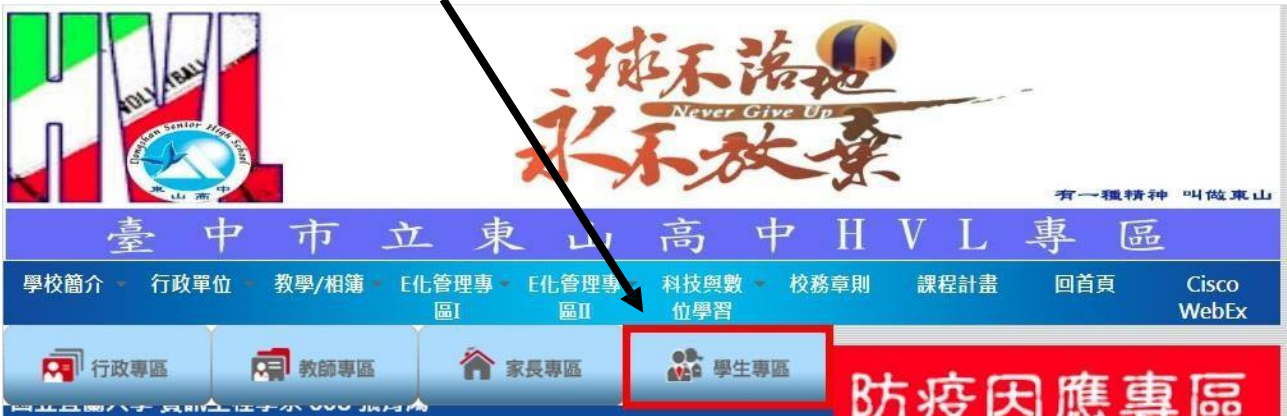 HVL
VOLLYBALL
Dongshan Senior High School
東山高中
球不落地
Never Give Up
永不放棄
有一種精神 叫做東山
臺中市立東山高中HVL專區
學校簡介 行政單位 教學/相簿 E化管理專區I E化管理專區II 科技與數位學習 校務章則 課程計畫 回首頁 Cisco WebEx
行政專區 教師專區 家長專區 學生專區
防疫因應專區